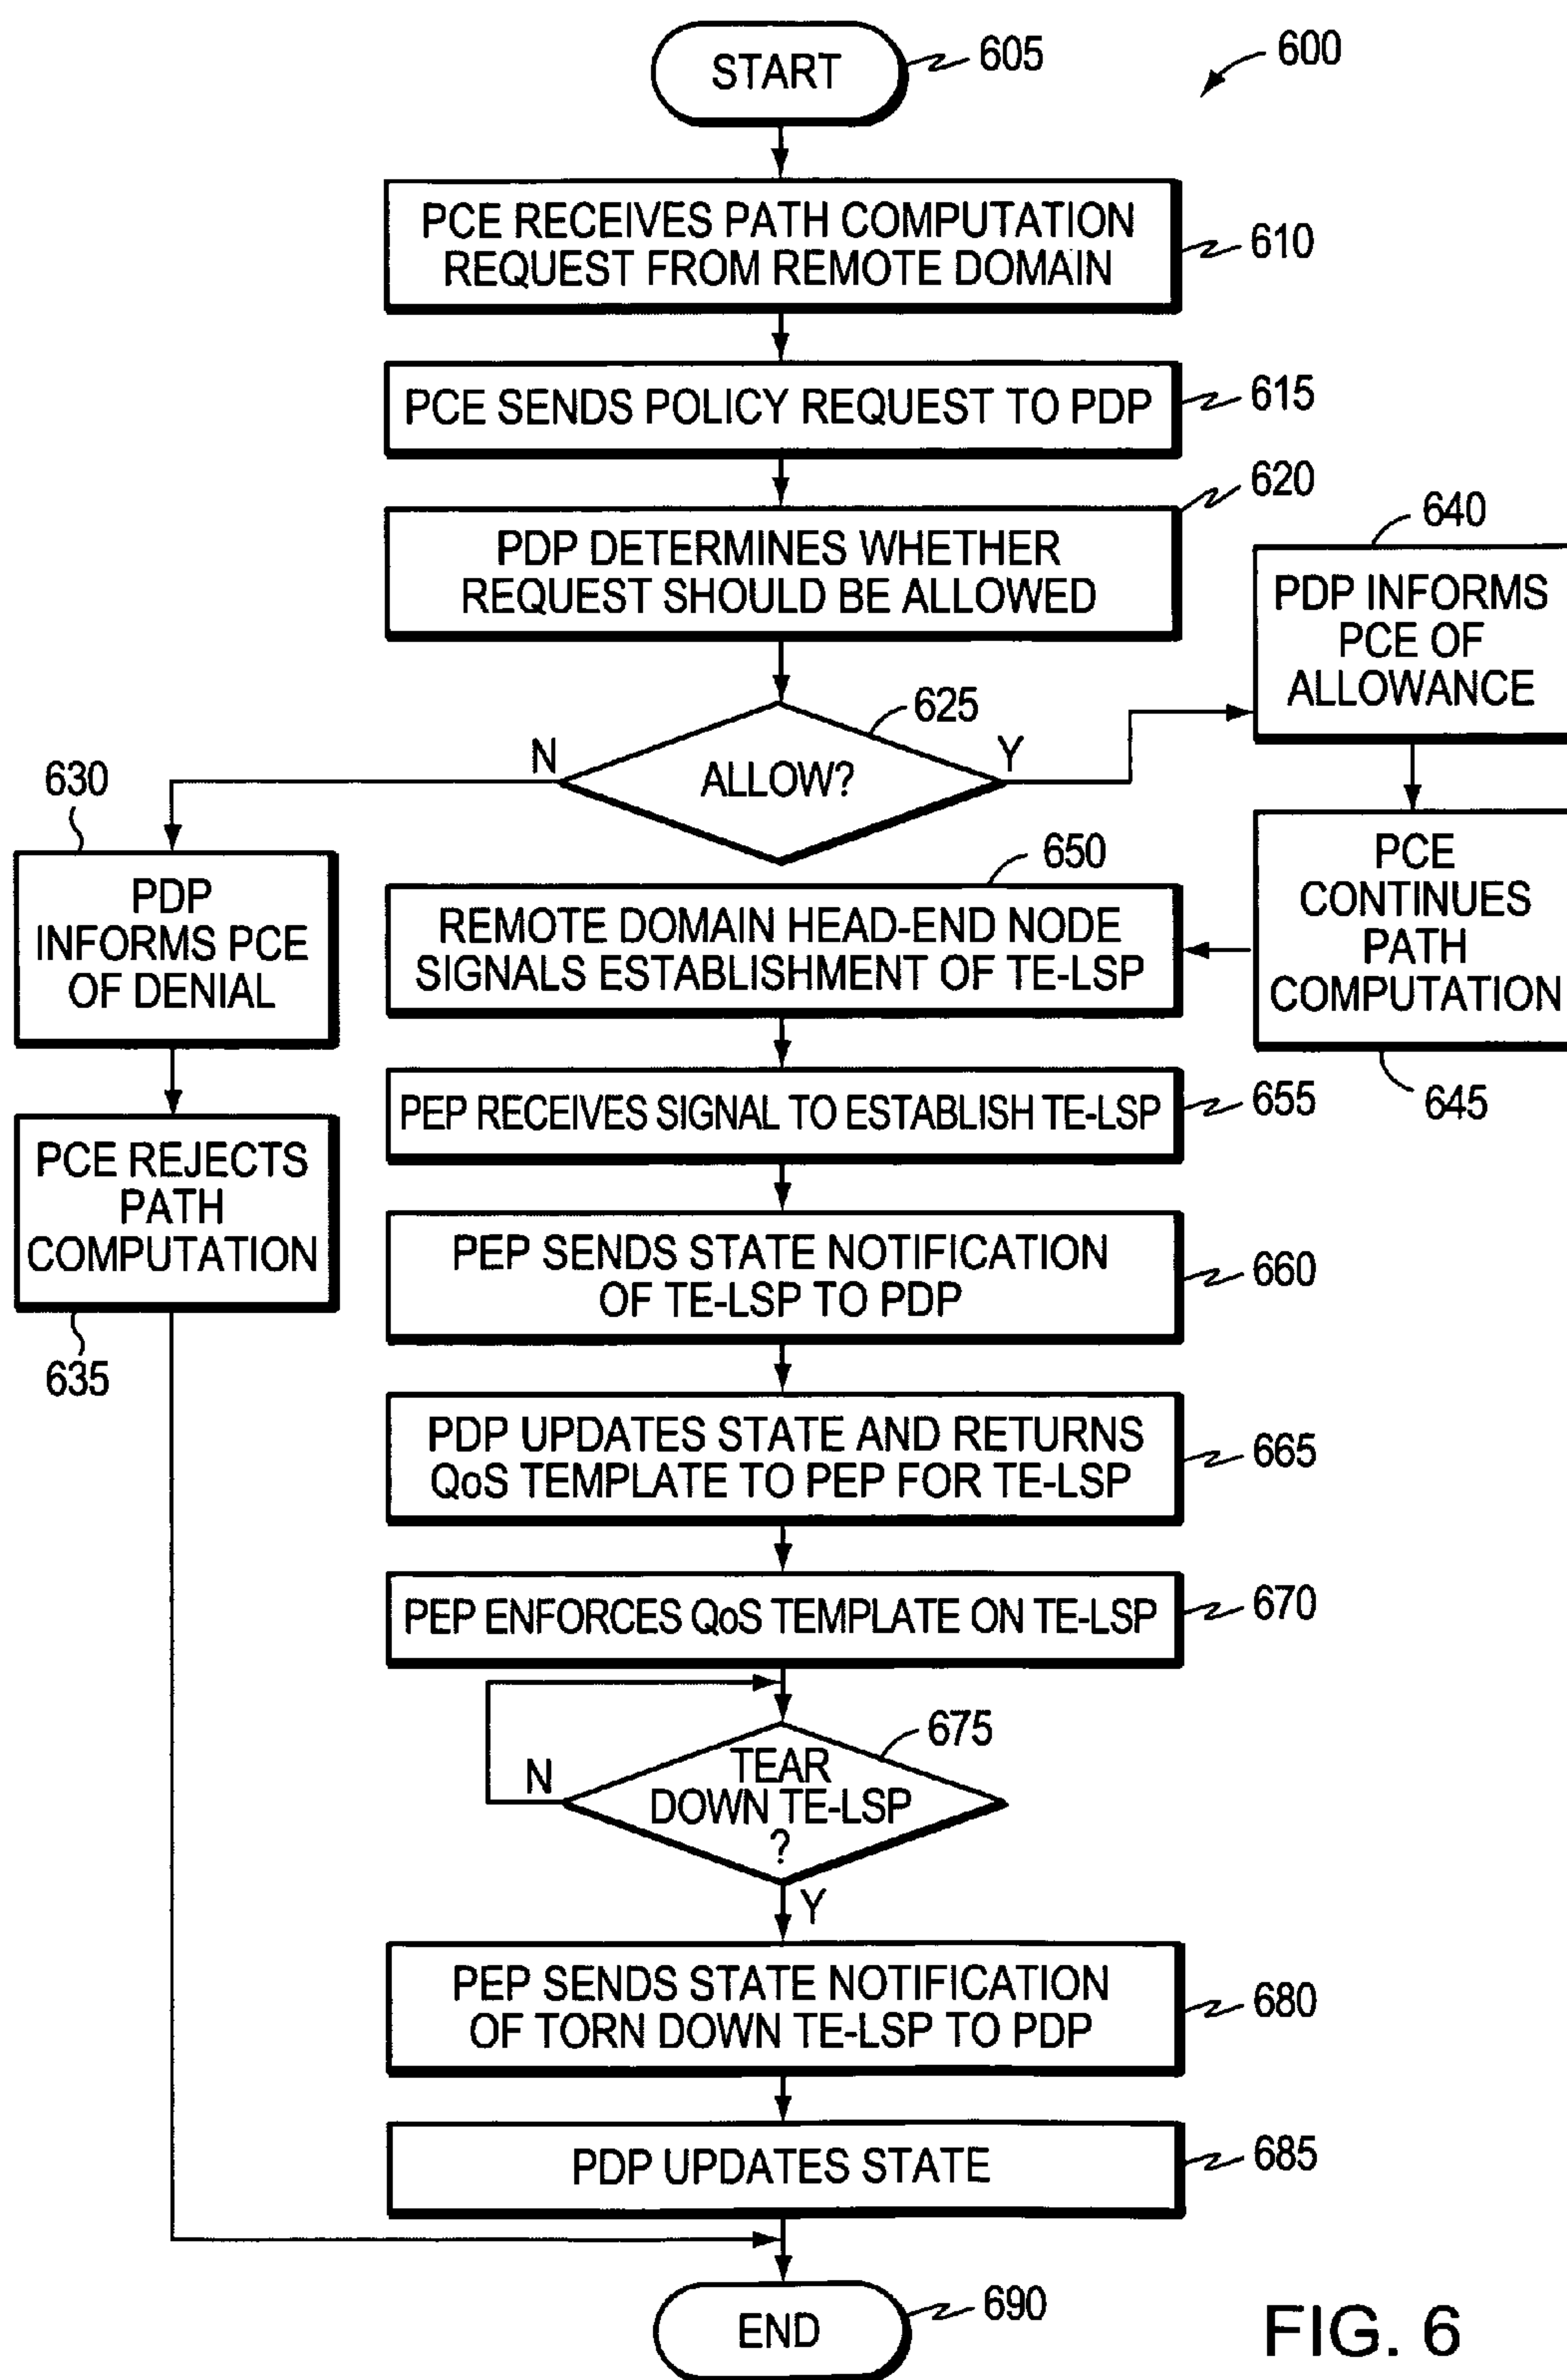 START
605
600
PCE RECEIVES PATH COMPUTATION
REQUEST FROM REMOTE DOMAIN
610
PCE SENDS POLICY REQUEST TO PDP
615
620
PDP DETERMINES WHETHER
REQUEST SHOULD BE ALLOWED
640
PDP INFORMS
PCE OF
ALLOWANCE
625
N
ALLOW?
Y
630
PDP
INFORMS PCE
OF DENIAL
650
REMOTE DOMAIN HEAD-END NODE
SIGNALS ESTABLISHMENT OF TE-LSP
PCE
CONTINUES
PATH
COMPUTATION
645
PEP RECEIVES SIGNAL TO ESTABLISH TE-LSP
655
PCE REJECTS
PATH
COMPUTATION
635
PEP SENDS STATE NOTIFICATION
OF TE-LSP TO PDP
660
PDP UPDATES STATE AND RETURNS
QoS TEMPLATE TO PEP FOR TE-LSP
665
PEP ENFORCES QoS TEMPLATE ON TE-LSP
670
675
N
TEAR
DOWN TE-LSP
?
Y
PEP SENDS STATE NOTIFICATION
OF TORN DOWN TE-LSP TO PDP
680
PDP UPDATES STATE
685
END
690
FIG. 6